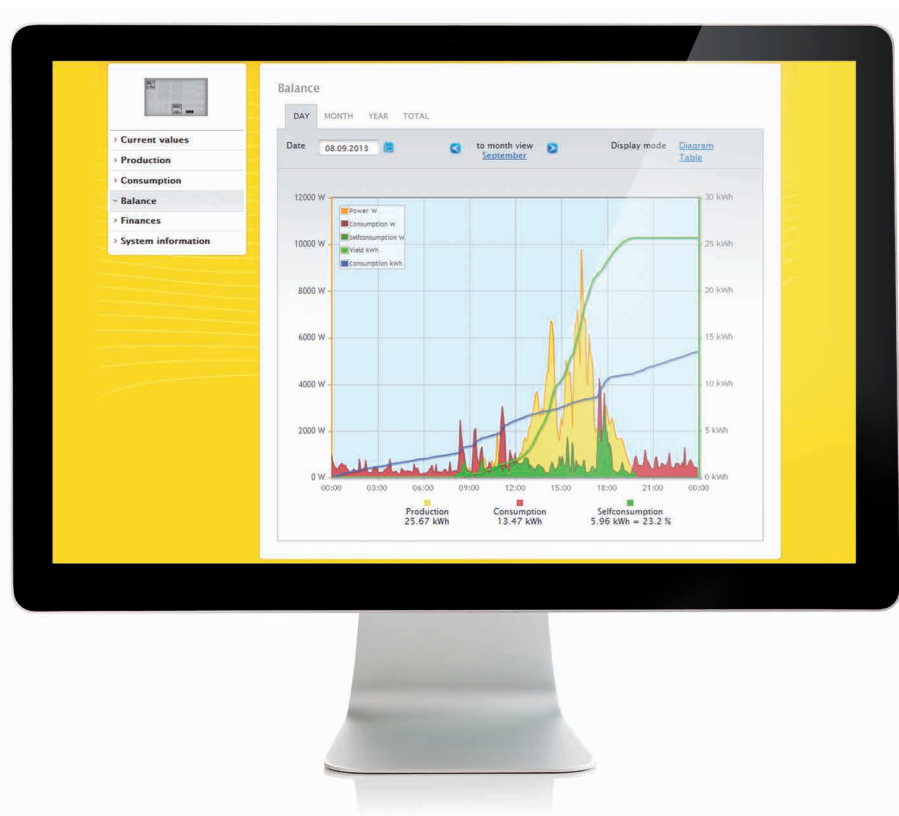 Balance
DAY MONTH YEAR TOTAL
Date 08.09.2013 to month view Display mode Diagram
September Table
> Current values
> Production
> Consumption
Balance
> Finances
> System information
12000 W 30 kWh
Power W
Consumption W
Selfconsumption W
Yield kWh
Consumption kWh
10000 W 25 kWh
8000 W 20 kWh
6000 W 15 kWh
4000 W 10 kWh
2000 W 5 kWh
0 W 0 kWh
00:00 03:00 06:00 09:00 12:00 15:00 18:00 21:00 00:00
Production Consumption Selfconsumption
25.67 kWh 13.47 kWh 5.96 kWh = 23.2 %